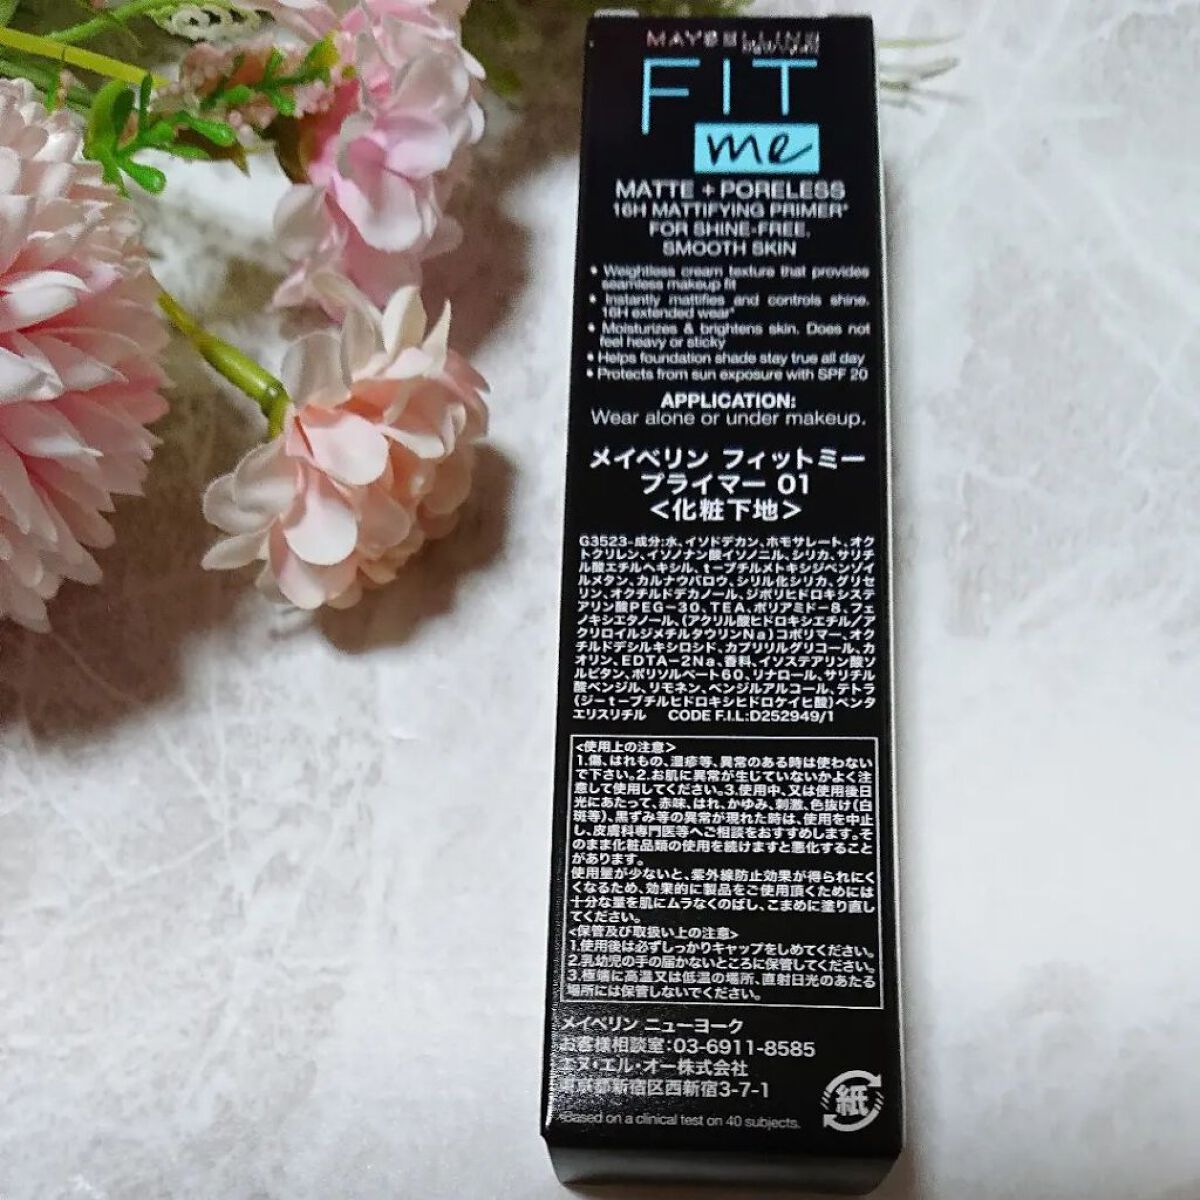 MAYBELLINE
NEW YORK
FIT
me
MATTE + PORELESS
16H MATTIFYING PRIMER*
FOR SHINE-FREE,
SMOOTH SKIN
• Weightless cream texture that provides
seamless makeup fit
• Instantly mattifies and controls shine.
16H extended wear*
• Moisturizes & brightens skin. Does not
feel heavy or sticky
• Helps foundation shade stay true all day
• Protects from sun exposure with SPF 20
APPLICATION:
Wear alone or under makeup.
メイベリン フィットミー
プライマー 01
<化粧下地>
G3523-成分:水、イソドデカン、ホモサレート、オク
トクリレン、イソノナン酸イソノニル、シリカ、サリチ
ル酸エチルヘキシル、t-ブチルメトキシジベンゾイ
ルメタン、カルナウバロウ、シリル化シリカ、グリセ
リン、オクチルドデカノール、ジポリヒドロキシステ
アリン酸PEG-30、TEA、ポリアミド-8、フェ
ノキシエタノール、(アクリル酸ヒドロキシエチル/ア
クリロイルジメチルタウリンNa)コポリマー、オク
チルドデシルキシロシド、カプリリルグリコール、カ
オリン、EDTA-2Na、香料、イソステアリン酸ソ
ルビタン、ポリソルベート60、リナロール、サリチル
酸ベンジル、リモネン、ベンジルアルコール、テトラ
(ジ-t-ブチルヒドロキシヒドロケイヒ酸)ペンタ
エリスリチル CODE F.I.L:D252949/1
<使用上の注意>
1.傷、はれもの、湿疹等、異常のある時は使わない
で下さい。2.お肌に異常が生じていないかよく注
意して使用してください。3.使用中、又は使用後日
光にあたって、赤味、はれ、かゆみ、刺激、色抜け(白
斑等)、黒ずみ等の異常が現れた時は、使用を中止
し、皮膚科専門医等へご相談をおすすめします。そ
のまま化粧品類の使用を続けますと悪化すること
があります。
使用量が少ないと、紫外線防止効果が得られにく
くなるため、効果的に製品をご使用頂くためには
十分な量を肌にムラなくのばし、こまめに塗り直し
てください。
<保管及び取扱い上の注意>
1.使用後は必ずしっかりキャップをしめてください。
2.乳幼児の手の届かないところに保管してください。
3.極端に高温又は低温の場所、直射日光のあたる
場所には保管しないでください。
メイベリン ニューヨーク
お客様相談室:03-6911-8585
エヌ・エル・オー株式会社
東京都新宿区西新宿3-7-1
紙
*Based on a clinical test on 40 subjects.